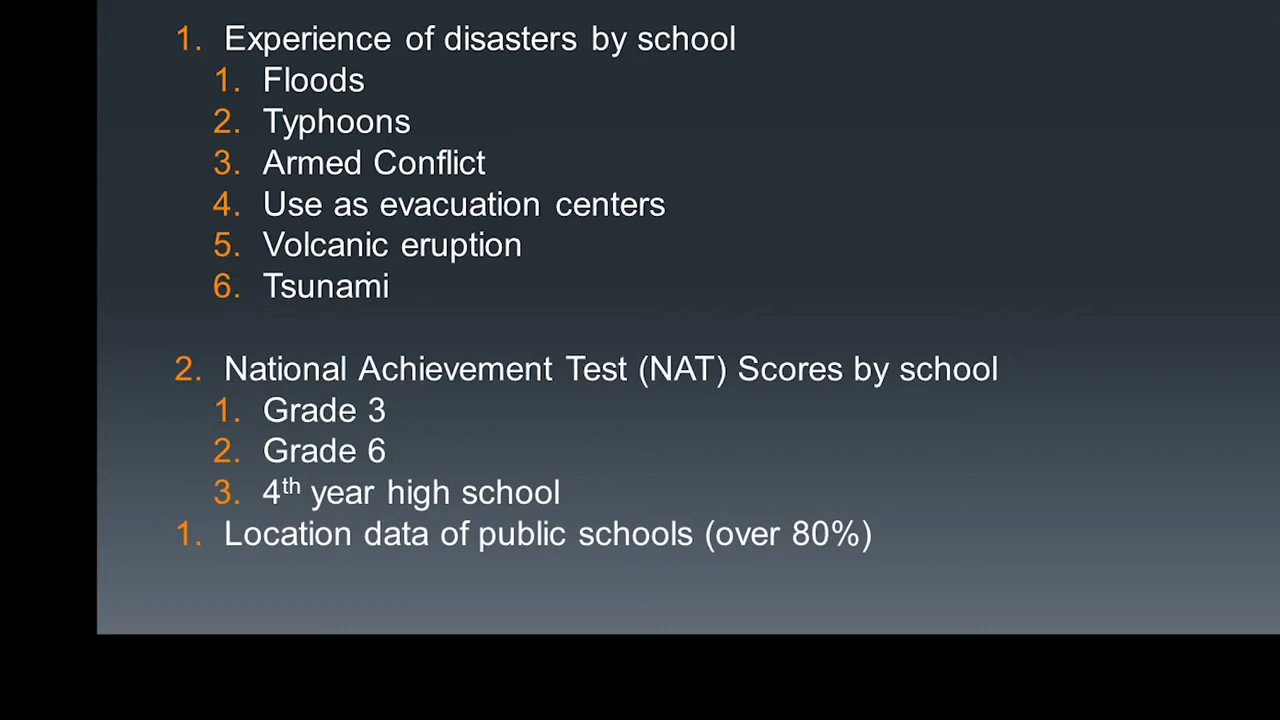 1. Experience of disasters by school
1. Floods
2. Typhoons
3. Armed Conflict
4. Use as evacuation centers
5. Volcanic eruption
6. Tsunami
2. National Achievement Test (NAT) Scores by school
1. Grade 3
2. Grade 6
3. 4th year high school
1. Location data of public schools (over 80%)